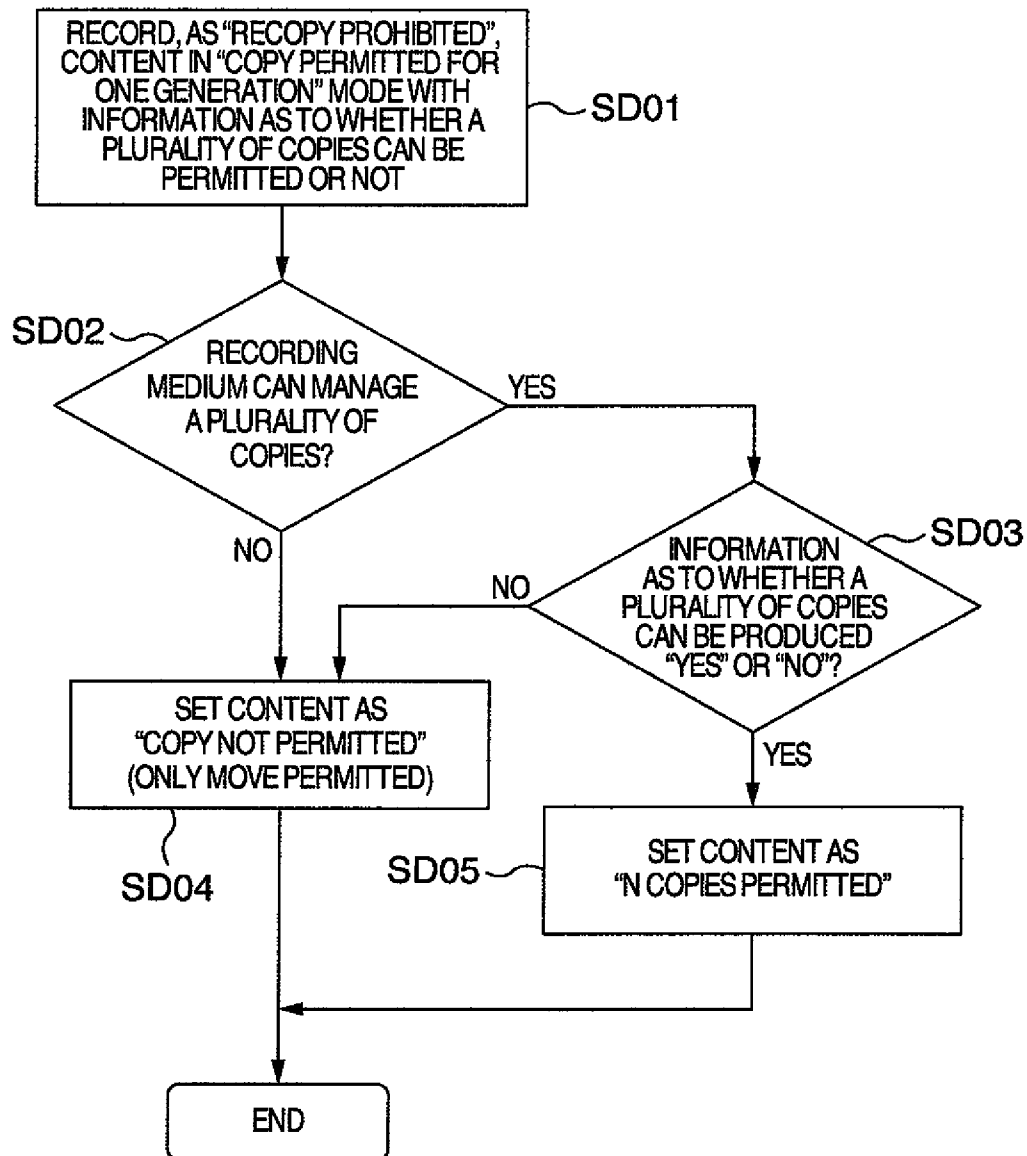 RECORD, AS "RECOPY PROHIBITED",
CONTENT IN "COPY PERMITTED FOR
ONE GENERATION" MODE WITH
INFORMATION AS TO WHETHER A
PLURALITY OF COPIES CAN BE
PERMITTED OR NOT
SD01
SD02
RECORDING
MEDIUM CAN MANAGE
A PLURALITY OF
COPIES?
YES
NO
SD03
INFORMATION
AS TO WHETHER A
PLURALITY OF COPIES
CAN BE PRODUCED
"YES" OR "NO"?
NO
YES
SET CONTENT AS
"COPY NOT PERMITTED"
(ONLY MOVE PERMITTED)
SD04
SD05
SET CONTENT AS
"N COPIES PERMITTED"
END